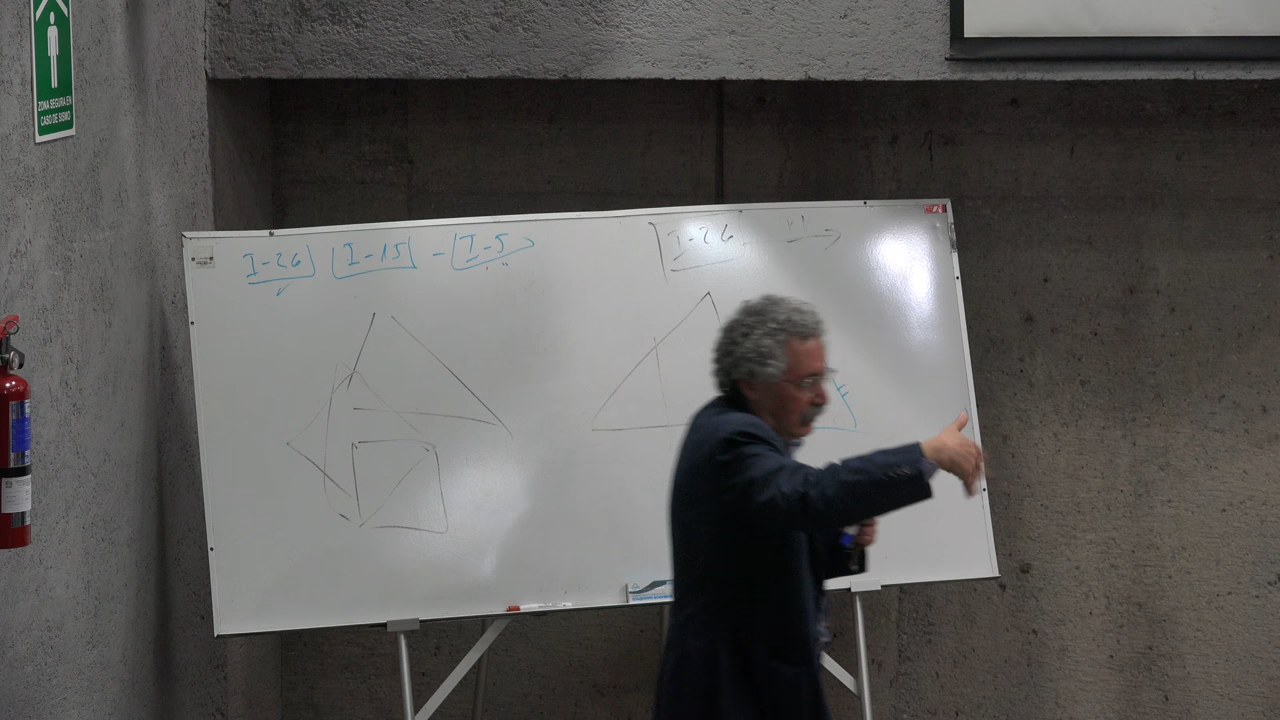 ZONA SEGURA EN
CASO DE SISMO
I-26 I-15 - I-5
I-26